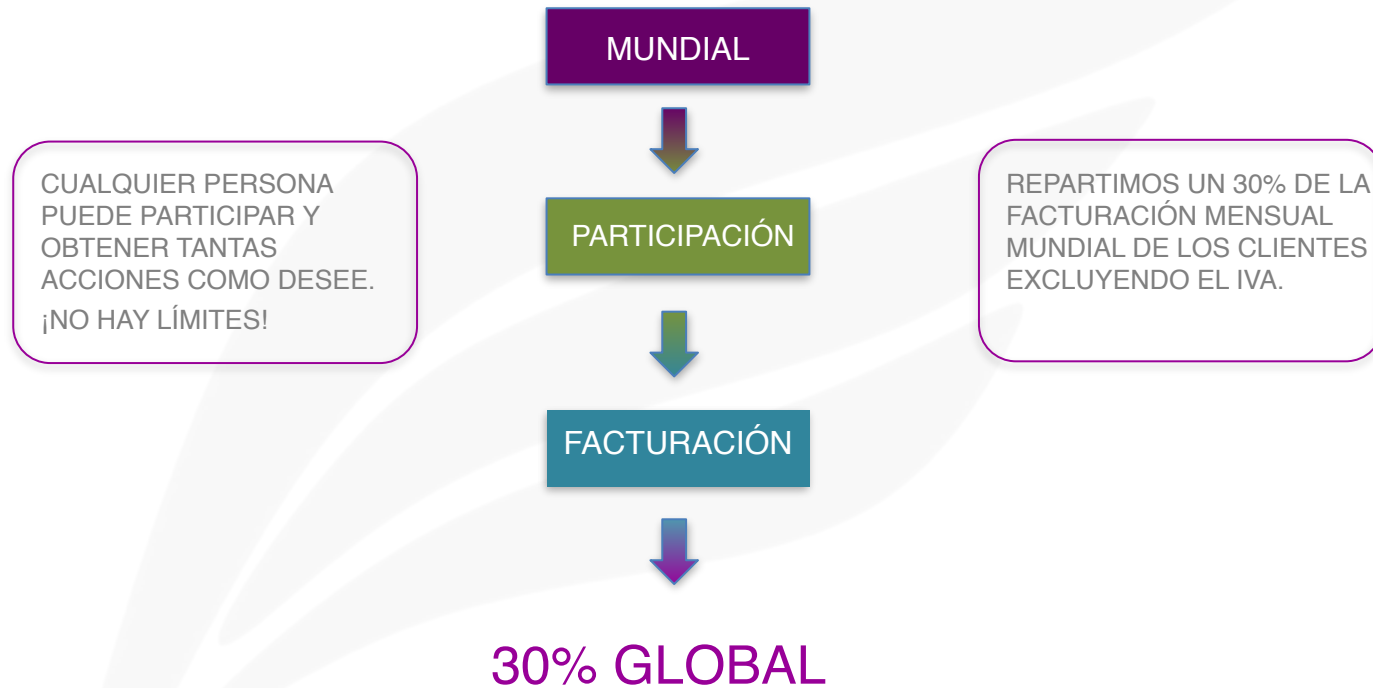 MUNDIAL
CUALQUIER PERSONA
PUEDE PARTICIPAR Y
OBTENER TANTAS
ACCIONES COMO DESEE.
¡NO HAY LÍMITES!
PARTICIPACIÓN
REPARTIMOS UN 30% DE LA
FACTURACIÓN MENSUAL
MUNDIAL DE LOS CLIENTES
EXCLUYENDO EL IVA.
FACTURACIÓN
30% GLOBAL